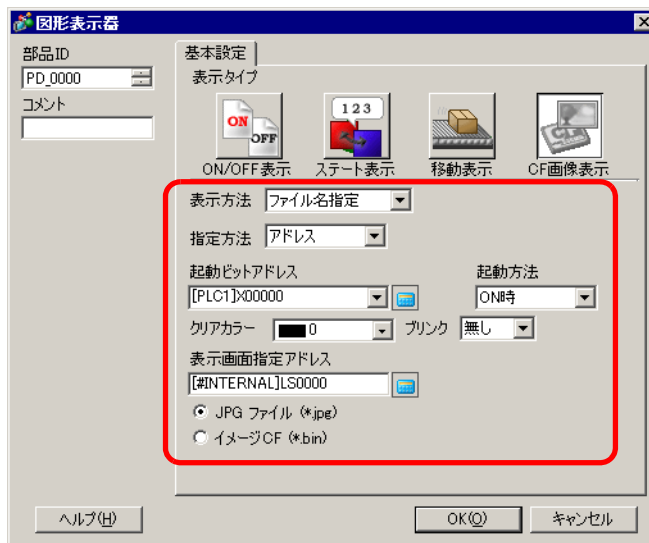 図形表示器
部品ID
PD_0000
コメント
基本設定
表示タイプ
ON
OFF
1 2 3
ON/OFF表示
ステート表示
移動表示
CF画像表示
表示方法 ファイル名指定
指定方法 アドレス
起動ビットアドレス 起動方法
[PLC1]X00000 ON時
クリアカラー 0 ブリンク 無し
表示画面指定アドレス
[#INTERNAL]LS0000
JPG ファイル (*.jpg)
イメージCF (*.bin)
ヘルプ(H) OK(O) キャンセル